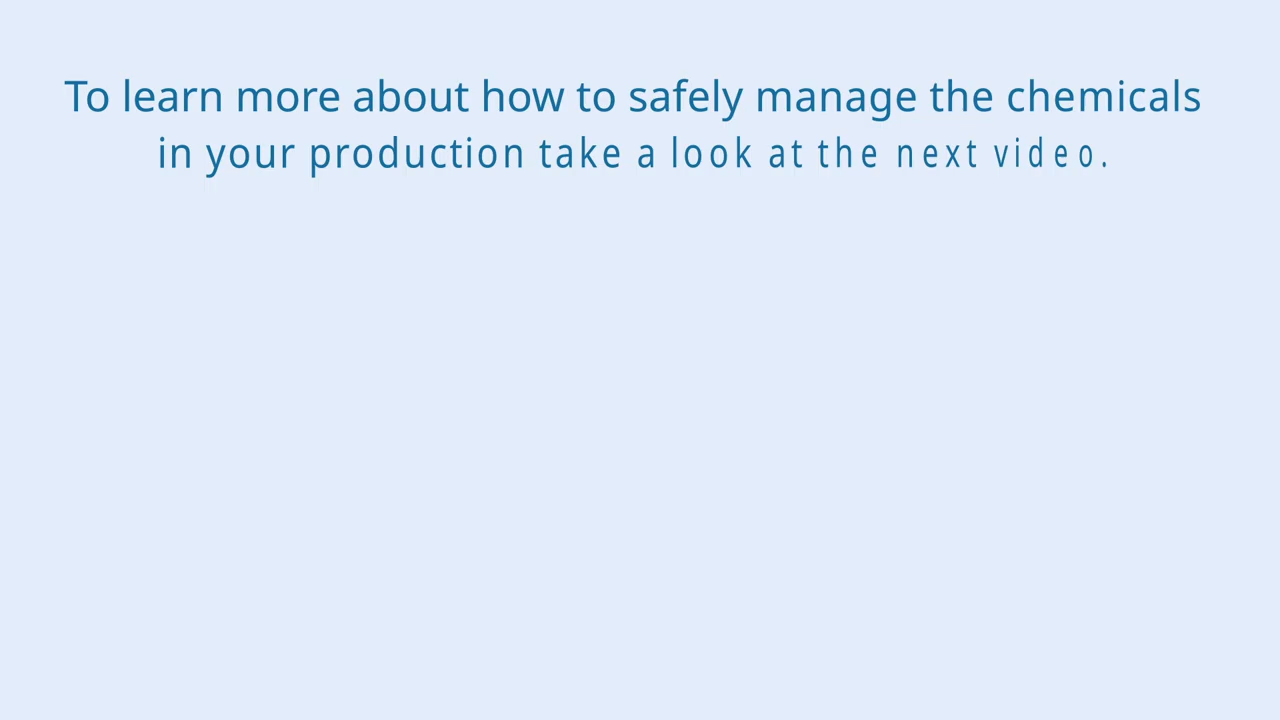 To learn more about how to safely manage the chemicals
in your production take a look at the next video.